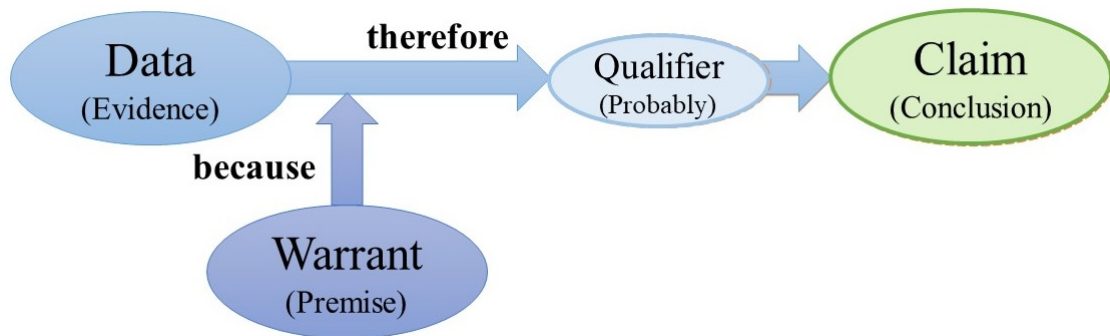 Data
(Evidence)
therefore
Qualifier
(Probably)
Claim
(Conclusion)
because
Warrant
(Premise)